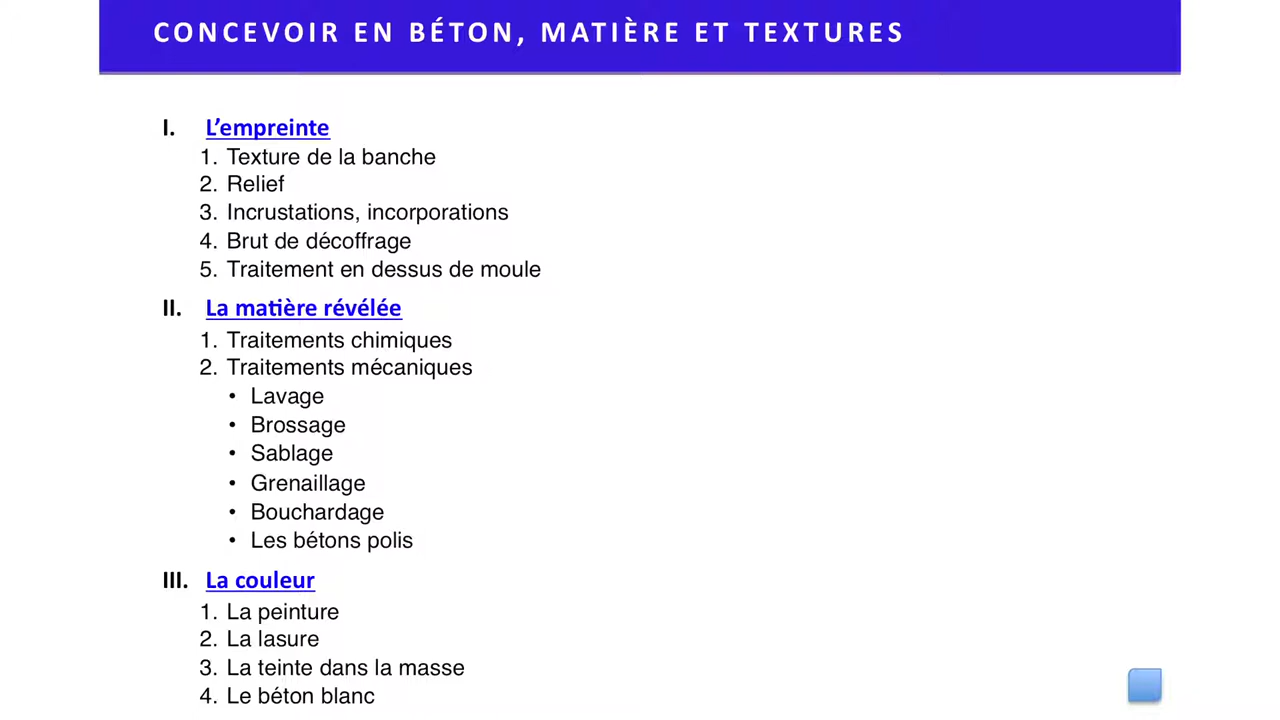 CONCEVOIR EN BÉTON, MATIÈRE ET TEXTURES
I. L’empreinte
1. Texture de la banche
2. Relief
3. Incrustations, incorporations
4. Brut de décoffrage
5. Traitement en dessus de moule
II. La matière révélée
1. Traitements chimiques
2. Traitements mécaniques
• Lavage
• Brossage
• Sablage
• Grenaillage
• Bouchardage
• Les bétons polis
III. La couleur
1. La peinture
2. La lasure
3. La teinte dans la masse
4. Le béton blanc